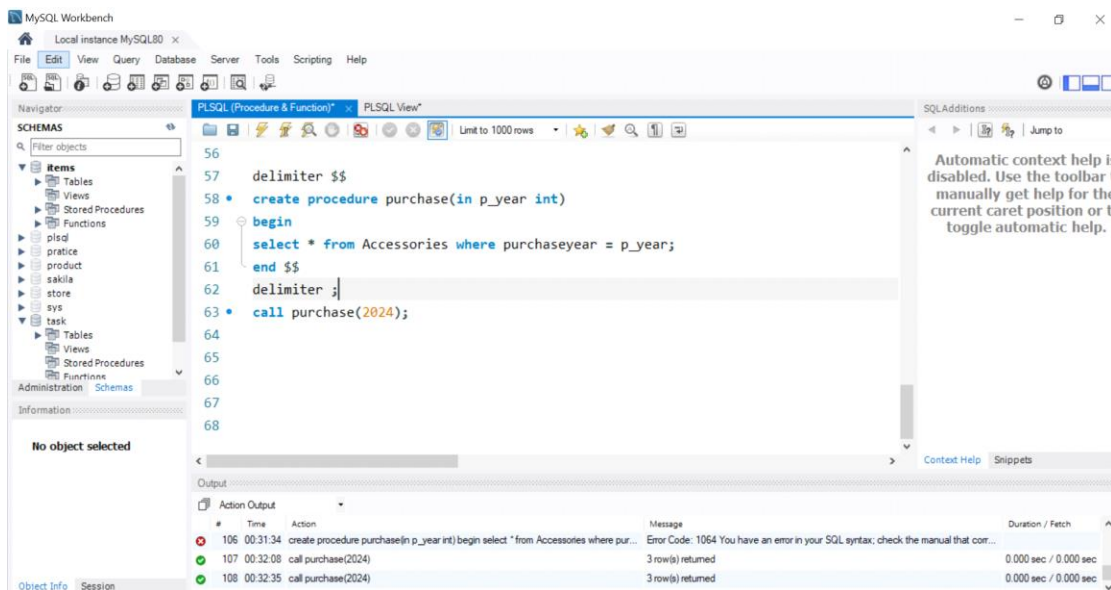 MySQL Workbench
Local instance MySQL80
File Edit View Query Database Server Tools Scripting Help
Navigator
SCHEMAS
Filter objects
items
Tables
Views
Stored Procedures
Functions
plsql
pratice
product
sakila
store
sys
task
Tables
Views
Stored Procedures
Functions
Administration Schemas
Information
No object selected
Object Info Session
PLSQL (Procedure & Function)* PLSQL View*
Limit to 1000 rows
56
57 delimiter $$
58 create procedure purchase(in p_year int)
59 begin
60 select * from Accessories where purchaseyear = p_year;
61 end $$
62 delimiter ;
63 call purchase(2024);
64
65
66
67
68
SQLAdditions
Jump to
Automatic context help is
disabled. Use the toolbar
manually get help for the
current caret position or
toggle automatic help.
Context Help Snippets
Output
Action Output
# Time Action Message Duration / Fetch
106 00:31:34 create procedure purchase(in p_year int) begin select * from Accessories where pur... Error Code: 1064 You have an error in your SQL syntax; check the manual that corr...
107 00:32:08 call purchase(2024) 3 row(s) returned 0.000 sec / 0.000 sec
108 00:32:35 call purchase(2024) 3 row(s) returned 0.000 sec / 0.000 sec